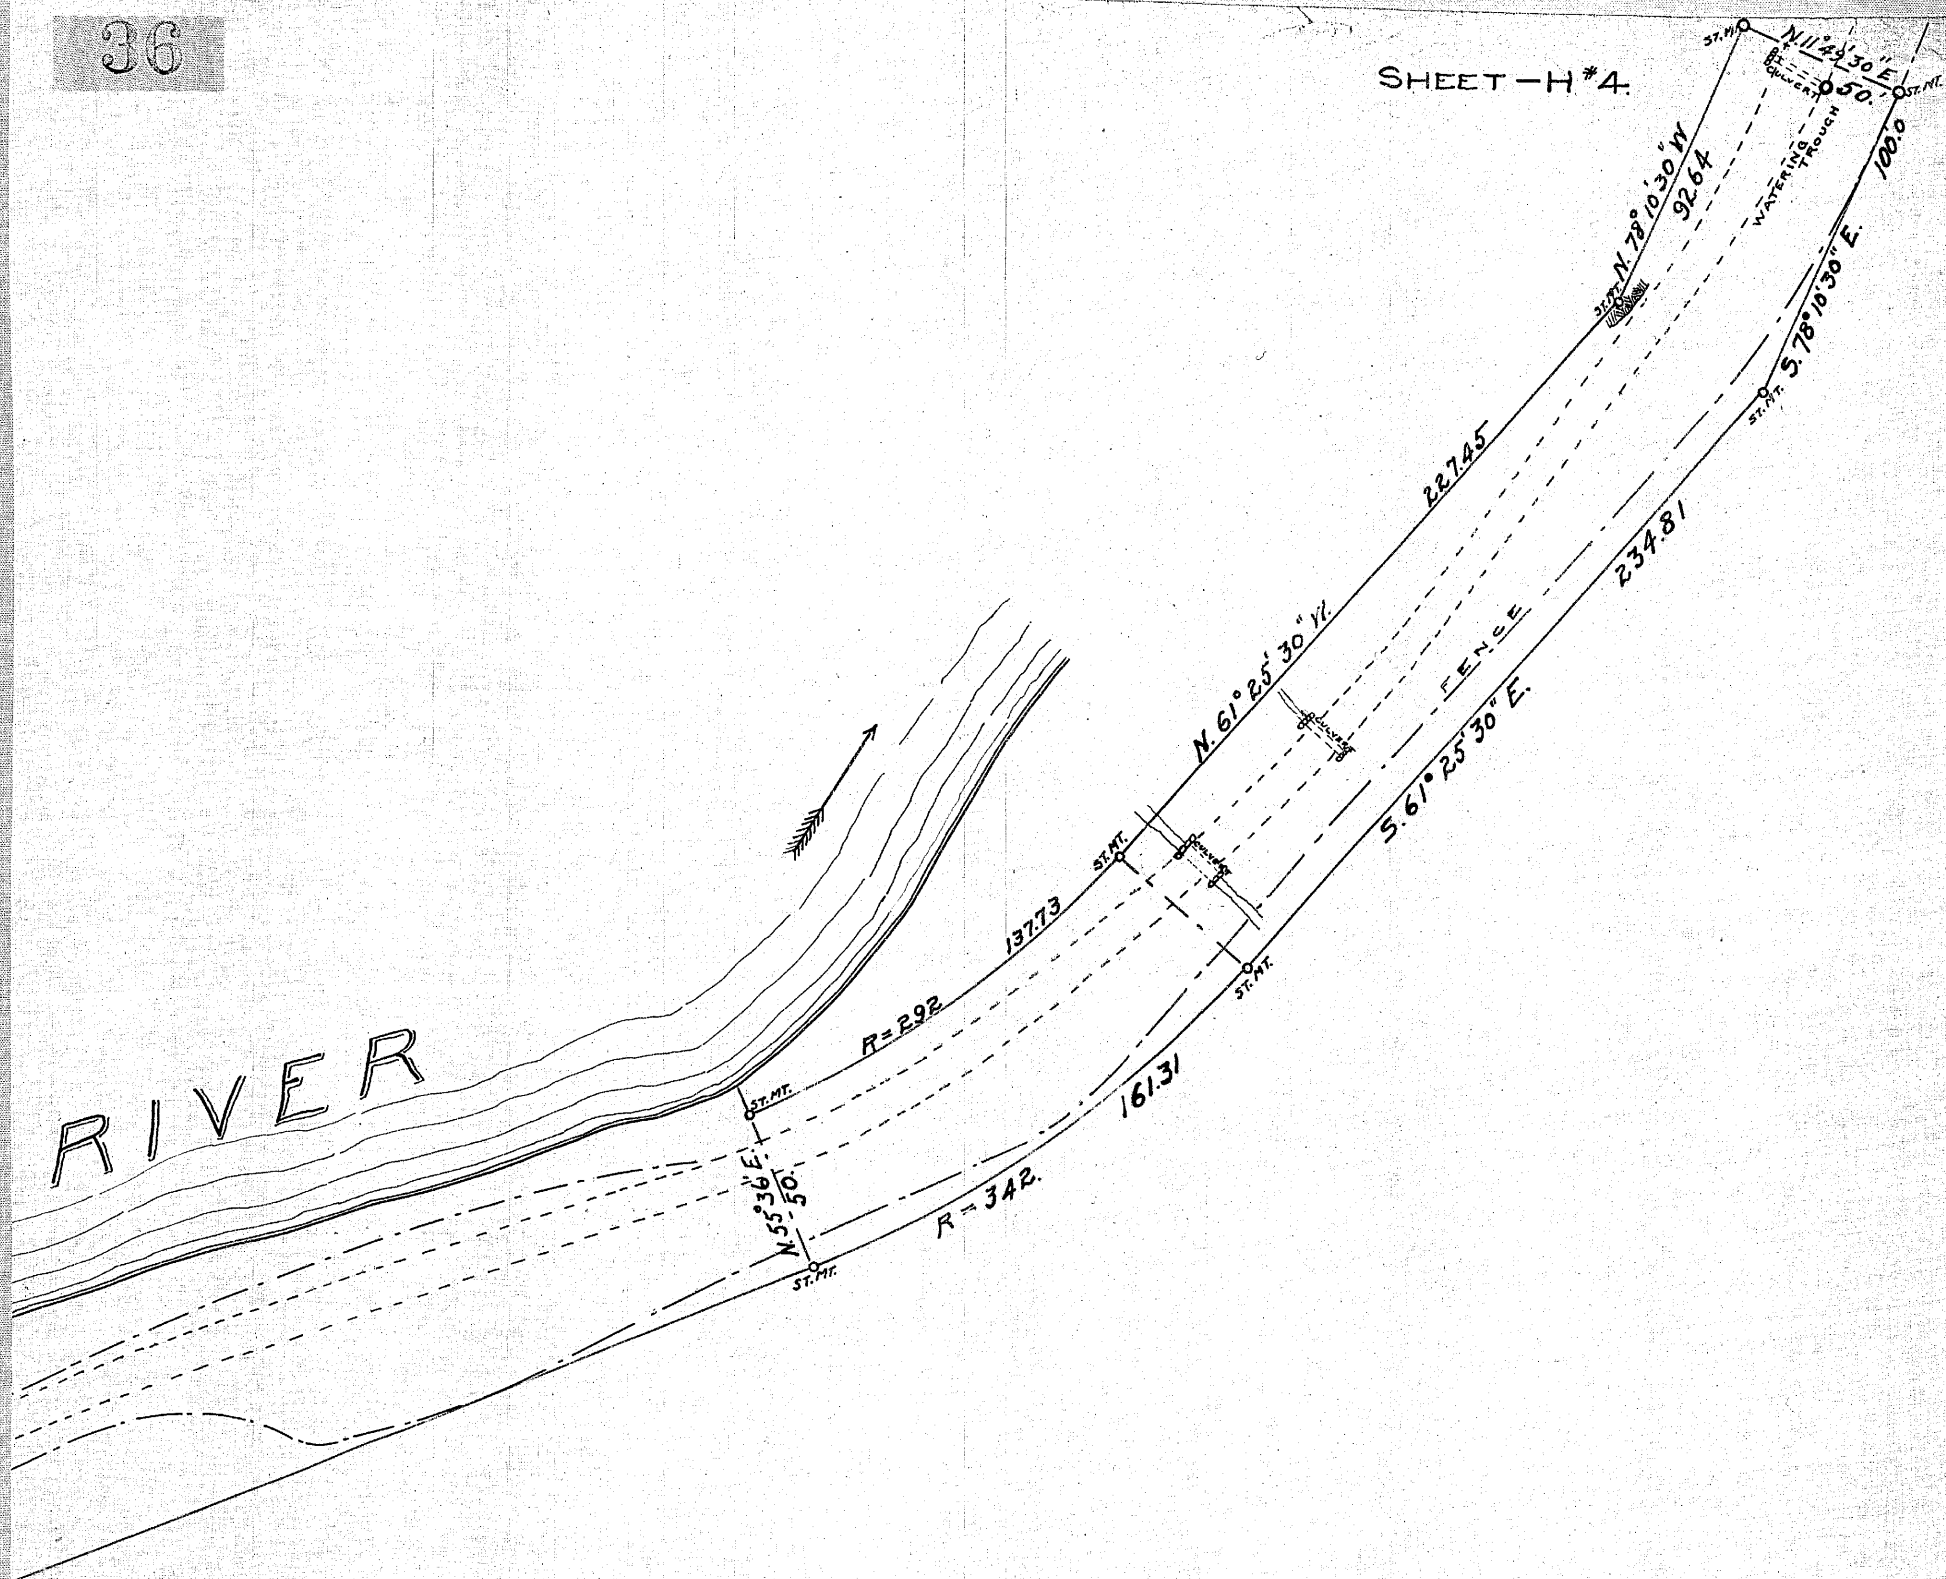 36
SHEET — H #4.
ST. MT.
N. 11° 49' 30" E
50.
ST. MT.
CULVERT
WATERING
TROUGH
100.0
N. 78° 10' 30" W
92.64
S. 78° 10' 30" E.
ST. MT.
ST. MT.
227.45
234.81
FENCE
N. 61° 25' 30" W.
S. 61° 25' 30" E.
CULVERT
CULVERT
ST. MT.
ST. MT.
137.73
R = 292
161.31
R = 342.
ST. MT.
N. 55° 36' E.
50.
ST. MT.
RIVER